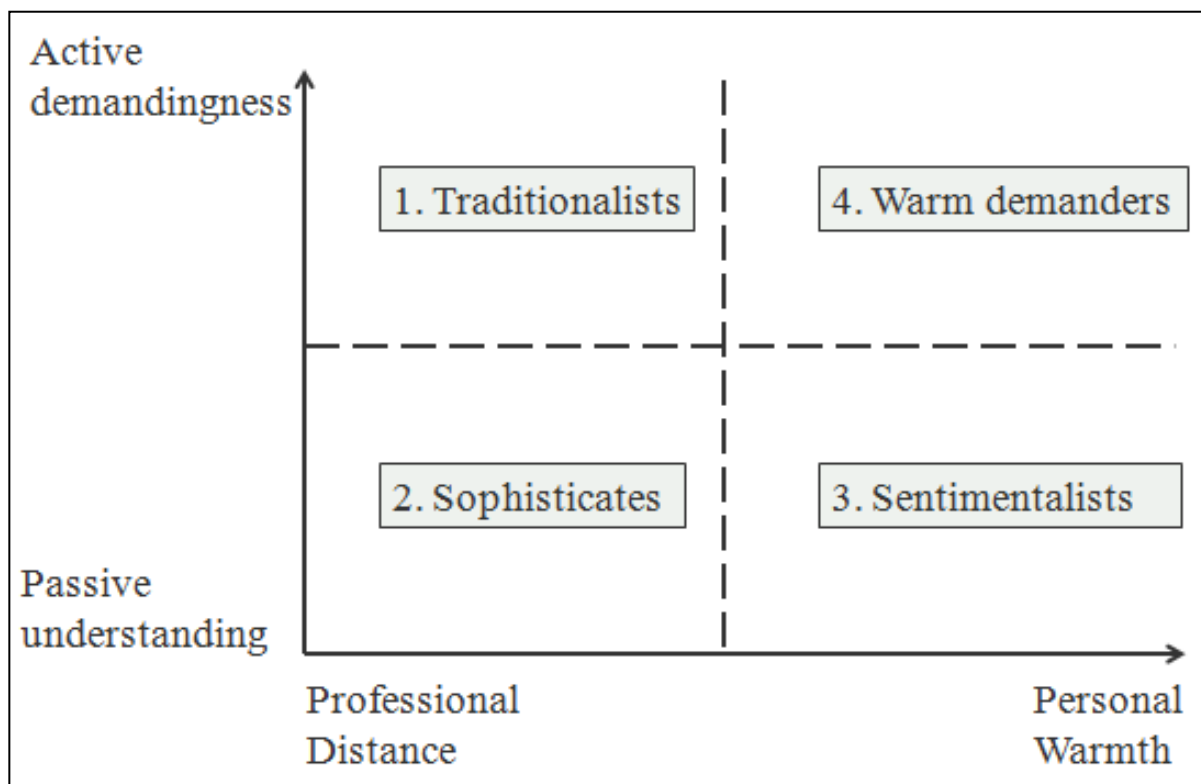 Active
demandingness
1. Traditionalists
4. Warm demanders
2. Sophisticates
3. Sentimentalists
Passive
understanding
Professional
Distance
Personal
Warmth